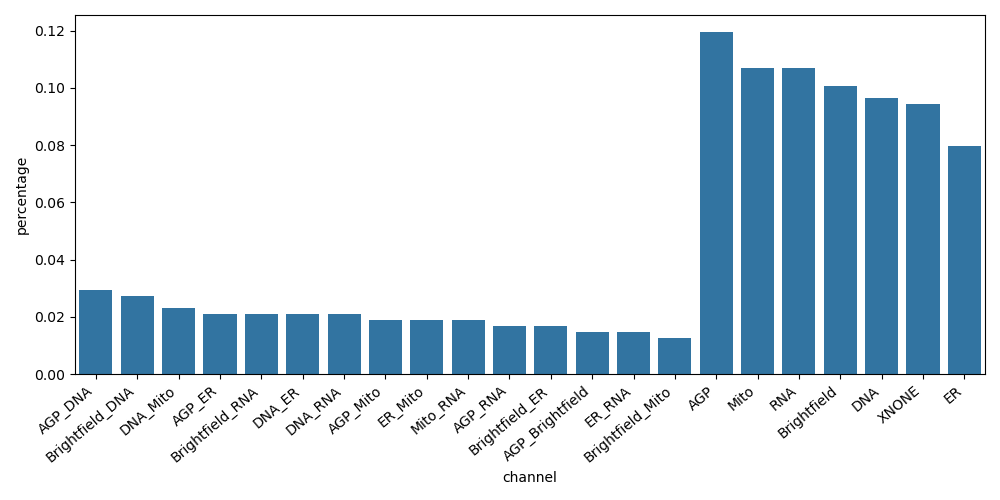 percentage
0.12
0.10
0.08
0.06
0.04
0.02
0.00
AGP_DNA
Brightfield_DNA
DNA_Mito
AGP_ER
Brightfield_RNA
DNA_ER
DNA_RNA
AGP_Mito
ER_Mito
Mito_RNA
AGP_RNA
Brightfield_ER
AGP_Brightfield
ER_RNA
Brightfield_Mito
AGP
Mito
RNA
Brightfield
DNA
XNONE
ER
channel